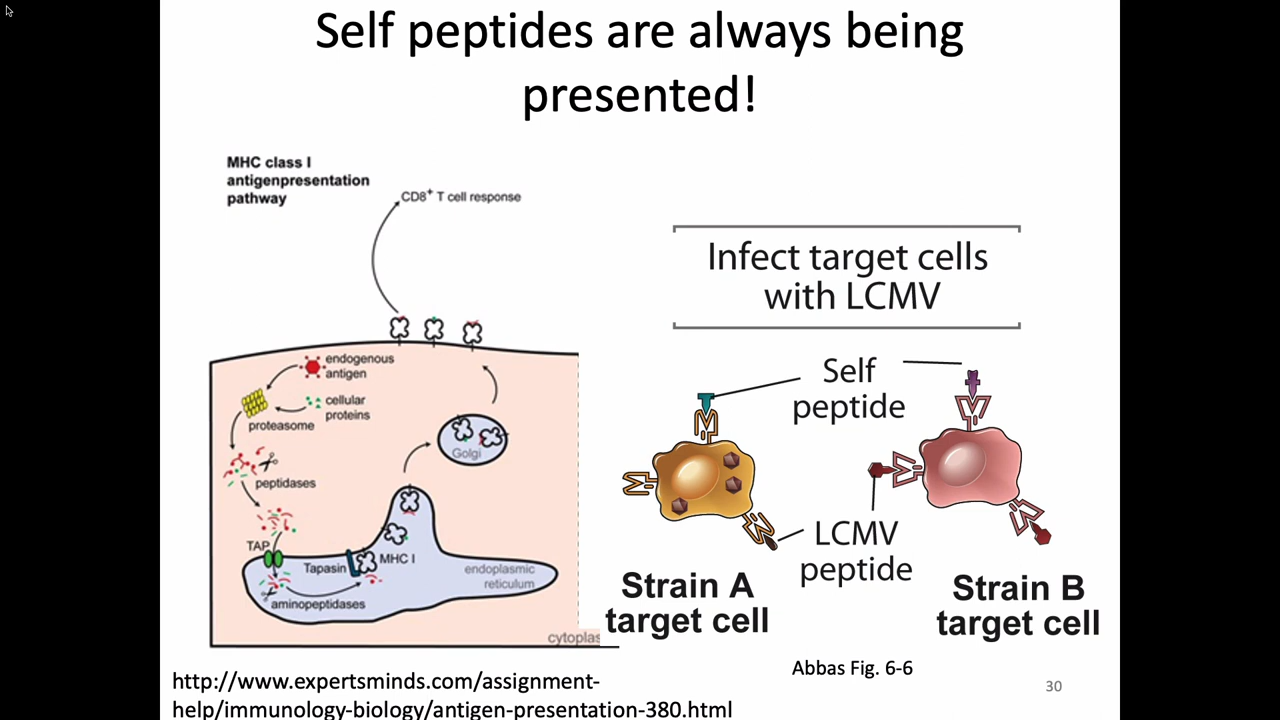 Self peptides are always being
presented!
MHC class I
antigenpresentation
pathway
CD8+ T cell response
endogenous
antigen
cellular
proteins
proteasome
peptidases
TAP
Tapasin
MHC I
aminopeptidases
Golgi
endoplasmic
reticulum
cytoplas
Infect target cells
with LCMV
Self
peptide
LCMV
peptide
Strain A
target cell
Strain B
target cell
Abbas Fig. 6-6
http://www.expertsminds.com/assignment-
help/immunology-biology/antigen-presentation-380.html
30